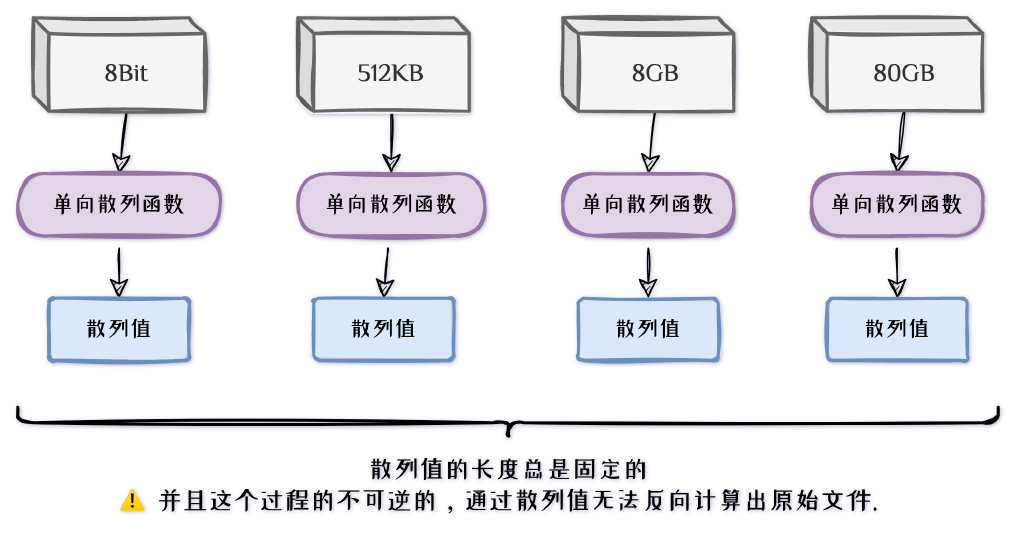 8Bit 512KB 8GB 80GB
单向散列函数 单向散列函数 单向散列函数 单向散列函数
散列值 散列值 散列值 散列值
散列值的长度总是固定的
并且这个过程的不可逆的，通过散列值无法反向计算出原始文件.